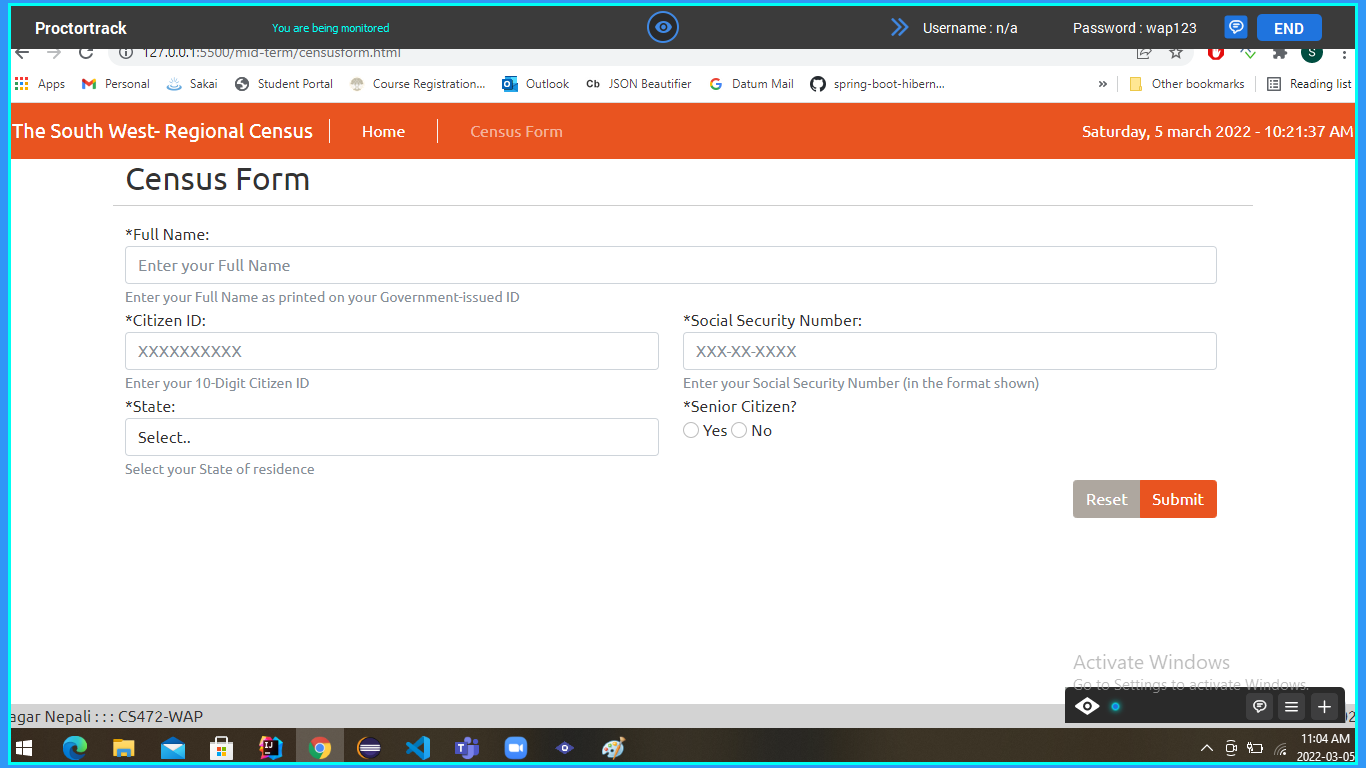 Proctortrack You are being monitored Username : n/a Password : wap123 END
127.0.0.1:5500/mid-term/censusform.html S
Apps Personal Sakai Student Portal Course Registration... Outlook Cb JSON Beautifier Datum Mail spring-boot-hibern... » Other bookmarks Reading list
The South West- Regional Census Home Census Form Saturday, 5 march 2022 - 10:21:37 AM
Census Form
*Full Name:
Enter your Full Name
Enter your Full Name as printed on your Government-issued ID
*Citizen ID: *Social Security Number:
XXXXXXXXXX XXX-XX-XXXX
Enter your 10-Digit Citizen ID Enter your Social Security Number (in the format shown)
*State: *Senior Citizen?
Select.. Yes No
Select your State of residence
Reset Submit
Activate Windows
Go to Settings to activate Windows.
agar Nepali : : : CS472-WAP
11:04 AM
2022-03-05